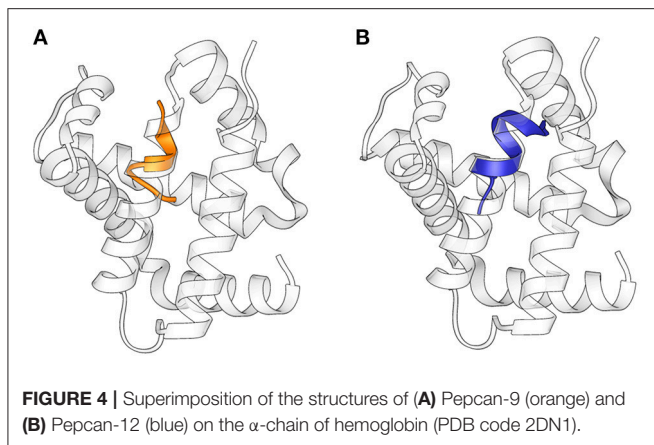 A B
FIGURE 4 | Superimposition of the structures of (A) Pepcan-9 (orange) and
(B) Pepcan-12 (blue) on the α-chain of hemoglobin (PDB code 2DN1).